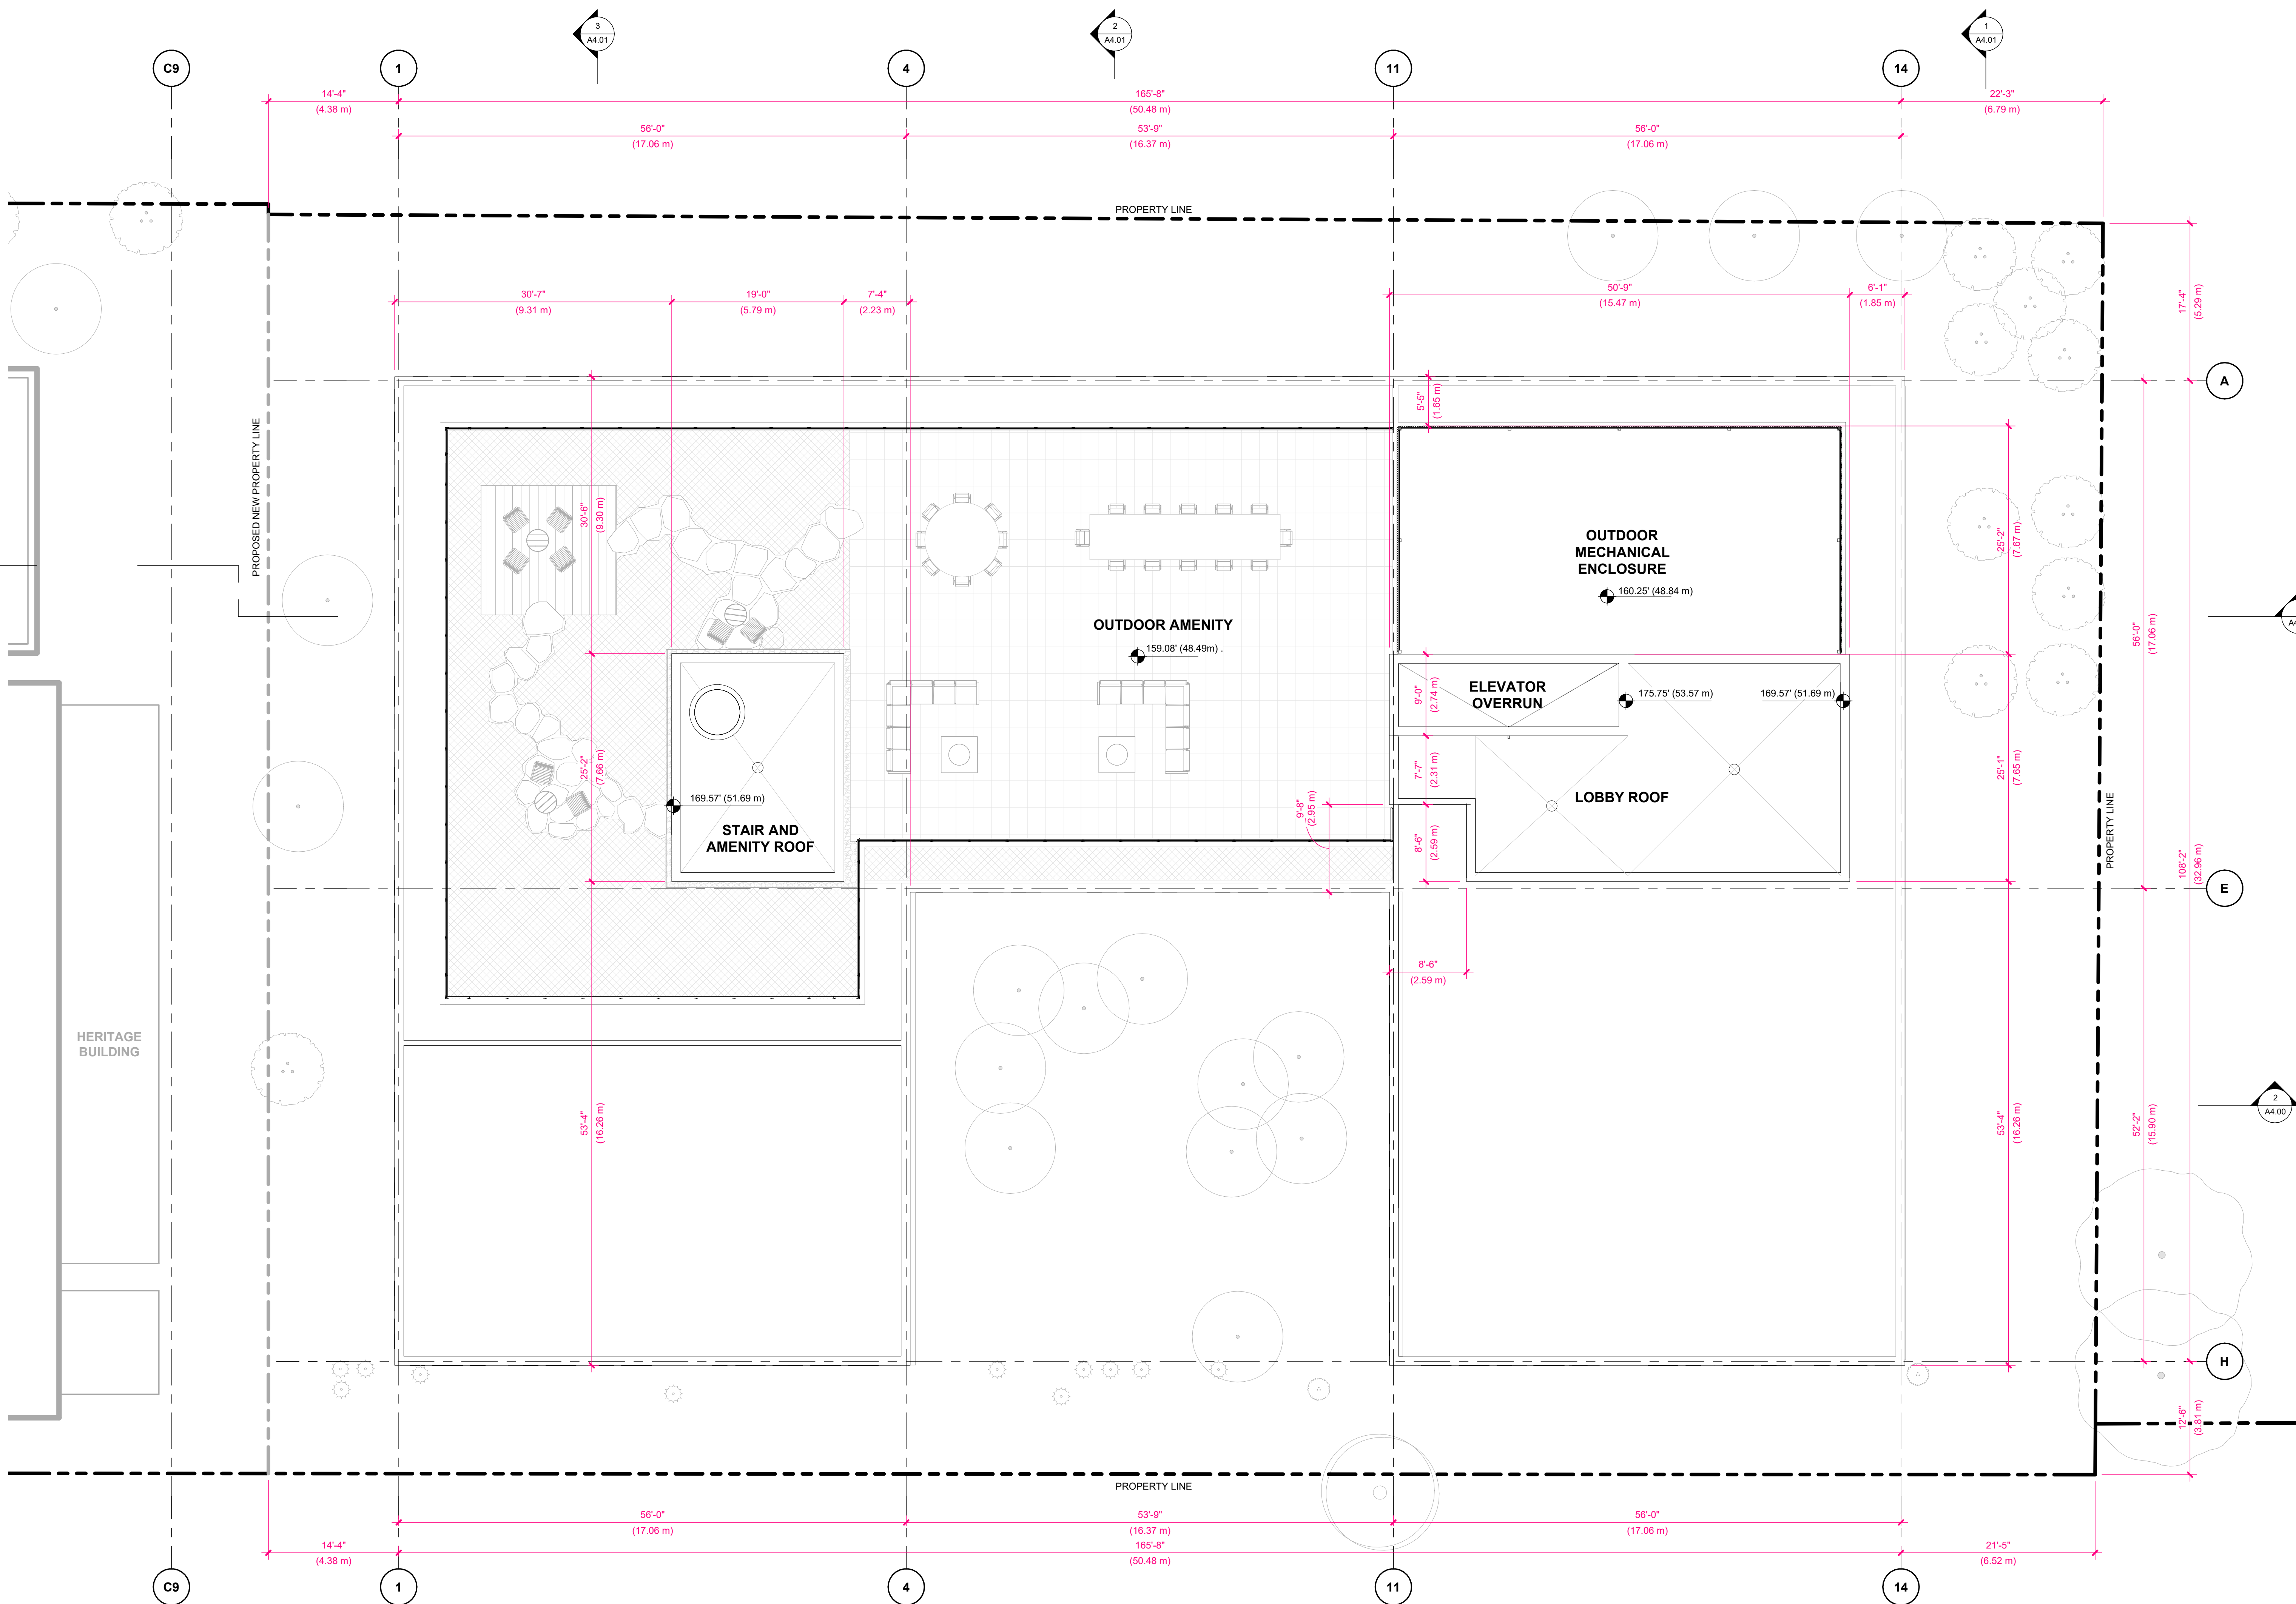 3
A4.01
2
A4.01
1
A4.01
C9
1
4
11
14
14'-4"
(4.38 m)
165'-8"
(50.48 m)
22'-3"
(6.79 m)
56'-0"
(17.06 m)
53'-9"
(16.37 m)
56'-0"
(17.06 m)
PROPERTY LINE
30'-7"
(9.31 m)
19'-0"
(5.79 m)
7'-4"
(2.23 m)
50'-9"
(15.47 m)
6'-1"
(1.85 m)
17'-4"
(5.29 m)
A
5'-5"
(1.65 m)
PROPOSED NEW PROPERTY LINE
30'-6"
(9.30 m)
OUTDOOR
MECHANICAL
ENCLOSURE
160.25' (48.84 m)
25'-2"
(7.67 m)
56'-0"
(17.06 m)
OUTDOOR AMENITY
159.08' (48.49m) .
ELEVATOR
OVERRUN
175.75' (53.57 m)
169.57' (51.69 m)
9'-0"
(2.74 m)
25'-2"
(7.66 m)
7'-7"
(2.31 m)
25'-1"
(7.65 m)
169.57' (51.69 m)
9'-8"
(2.95 m)
LOBBY ROOF
STAIR AND
AMENITY ROOF
8'-6"
(2.59 m)
PROPERTY LINE
108'-2"
(32.96 m)
E
8'-6"
(2.59 m)
HERITAGE
BUILDING
53'-4"
(16.26 m)
53'-4"
(16.26 m)
52'-2"
(15.90 m)
2
A4.00
H
12'-6"
(3.81 m)
PROPERTY LINE
56'-0"
(17.06 m)
53'-9"
(16.37 m)
56'-0"
(17.06 m)
14'-4"
(4.38 m)
165'-8"
(50.48 m)
21'-5"
(6.52 m)
C9
1
4
11
14